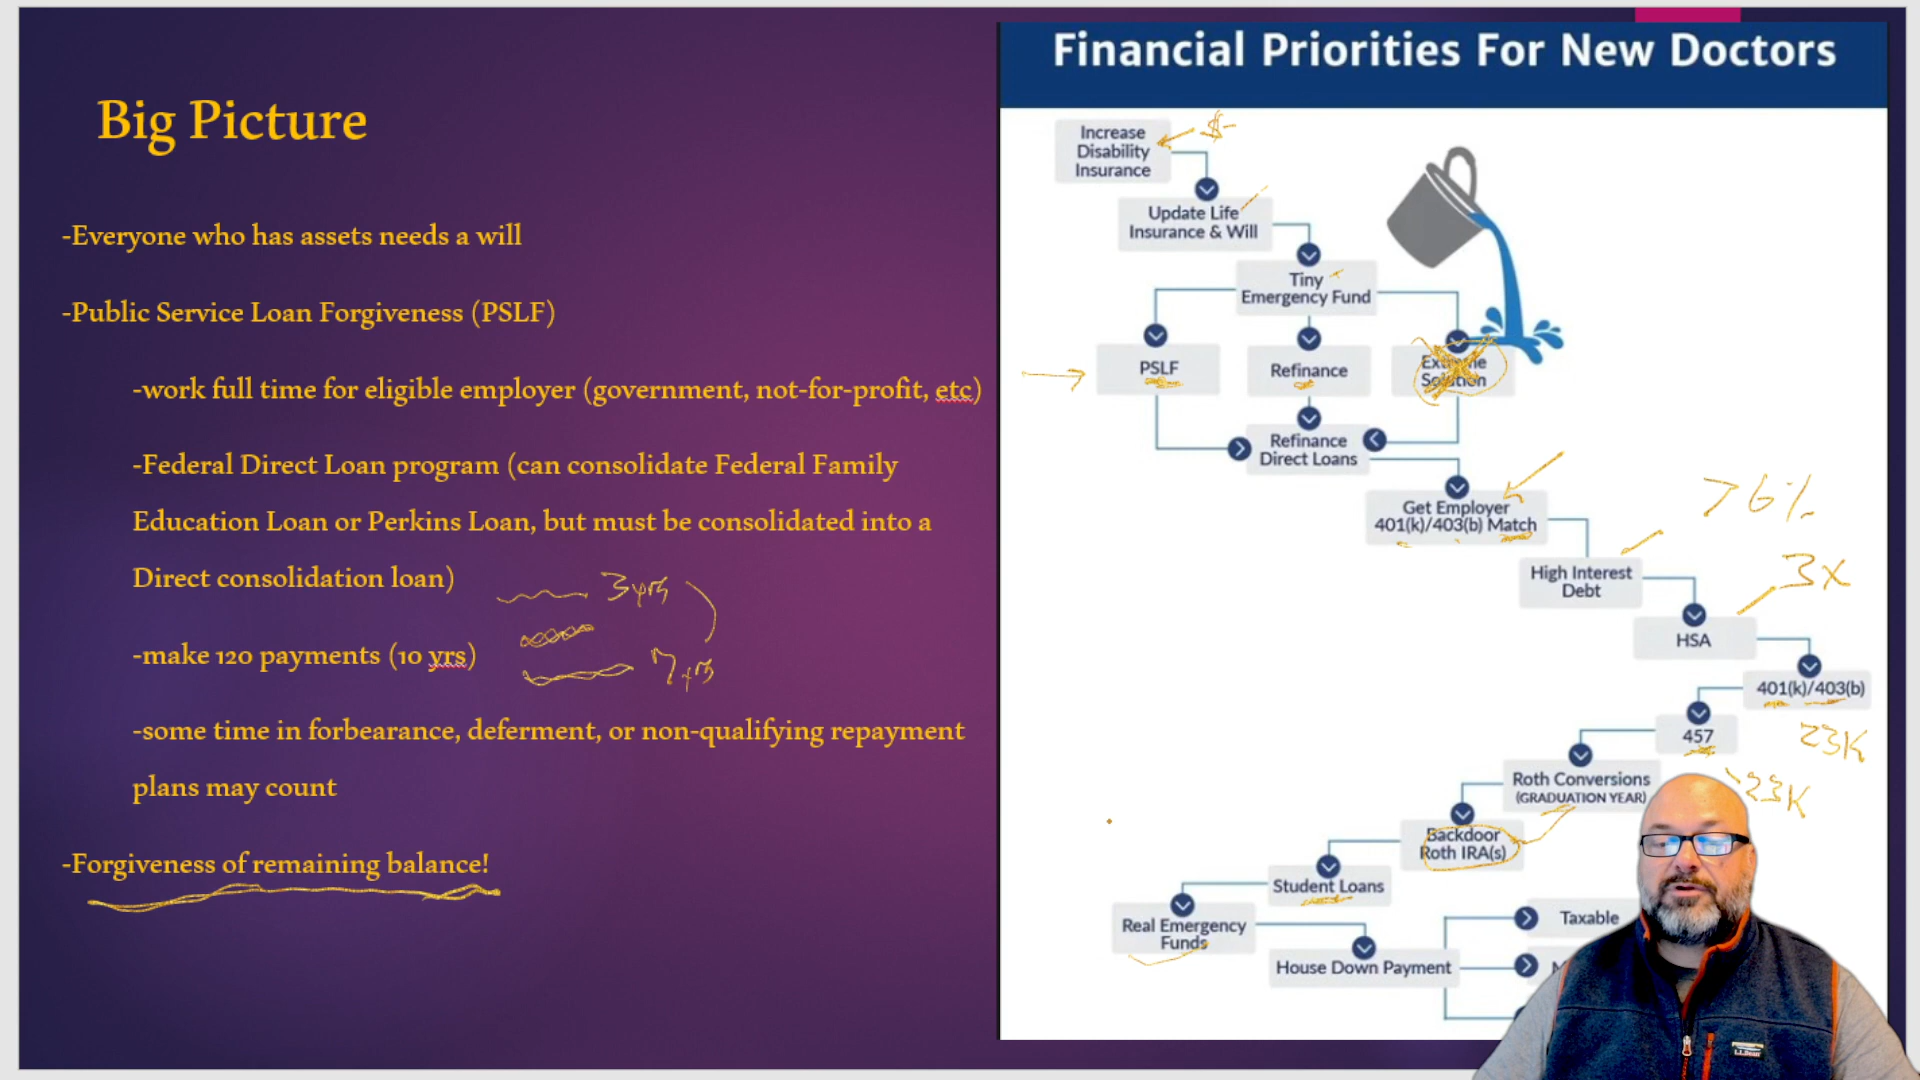 Big Picture
-Everyone who has assets needs a will
-Public Service Loan Forgiveness (PSLF)
-work full time for eligible employer (government, not-for-profit, etc)
-Federal Direct Loan program (can consolidate Federal Family
Education Loan or Perkins Loan, but must be consolidated into a
Direct consolidation loan)
3yrs
-make 120 payments (10 yrs)
7yrs
-some time in forbearance, deferment, or non-qualifying repayment
plans may count
-Forgiveness of remaining balance!
Financial Priorities For New Doctors
Increase
Disability
Insurance
$
Update Life
Insurance & Will
Tiny
Emergency Fund
PSLF
Refinance
Extreme
Solution
Refinance
Direct Loans
Get Employer
401(k)/403(b) Match
>6%
High Interest
Debt
3x
HSA
401(k)/403(b)
23K
457
23K
Roth Conversions
(GRADUATION YEAR)
Backdoor
Roth IRA(s)
Student Loans
Real Emergency
Funds
Taxable
House Down Payment
L.L.Bean